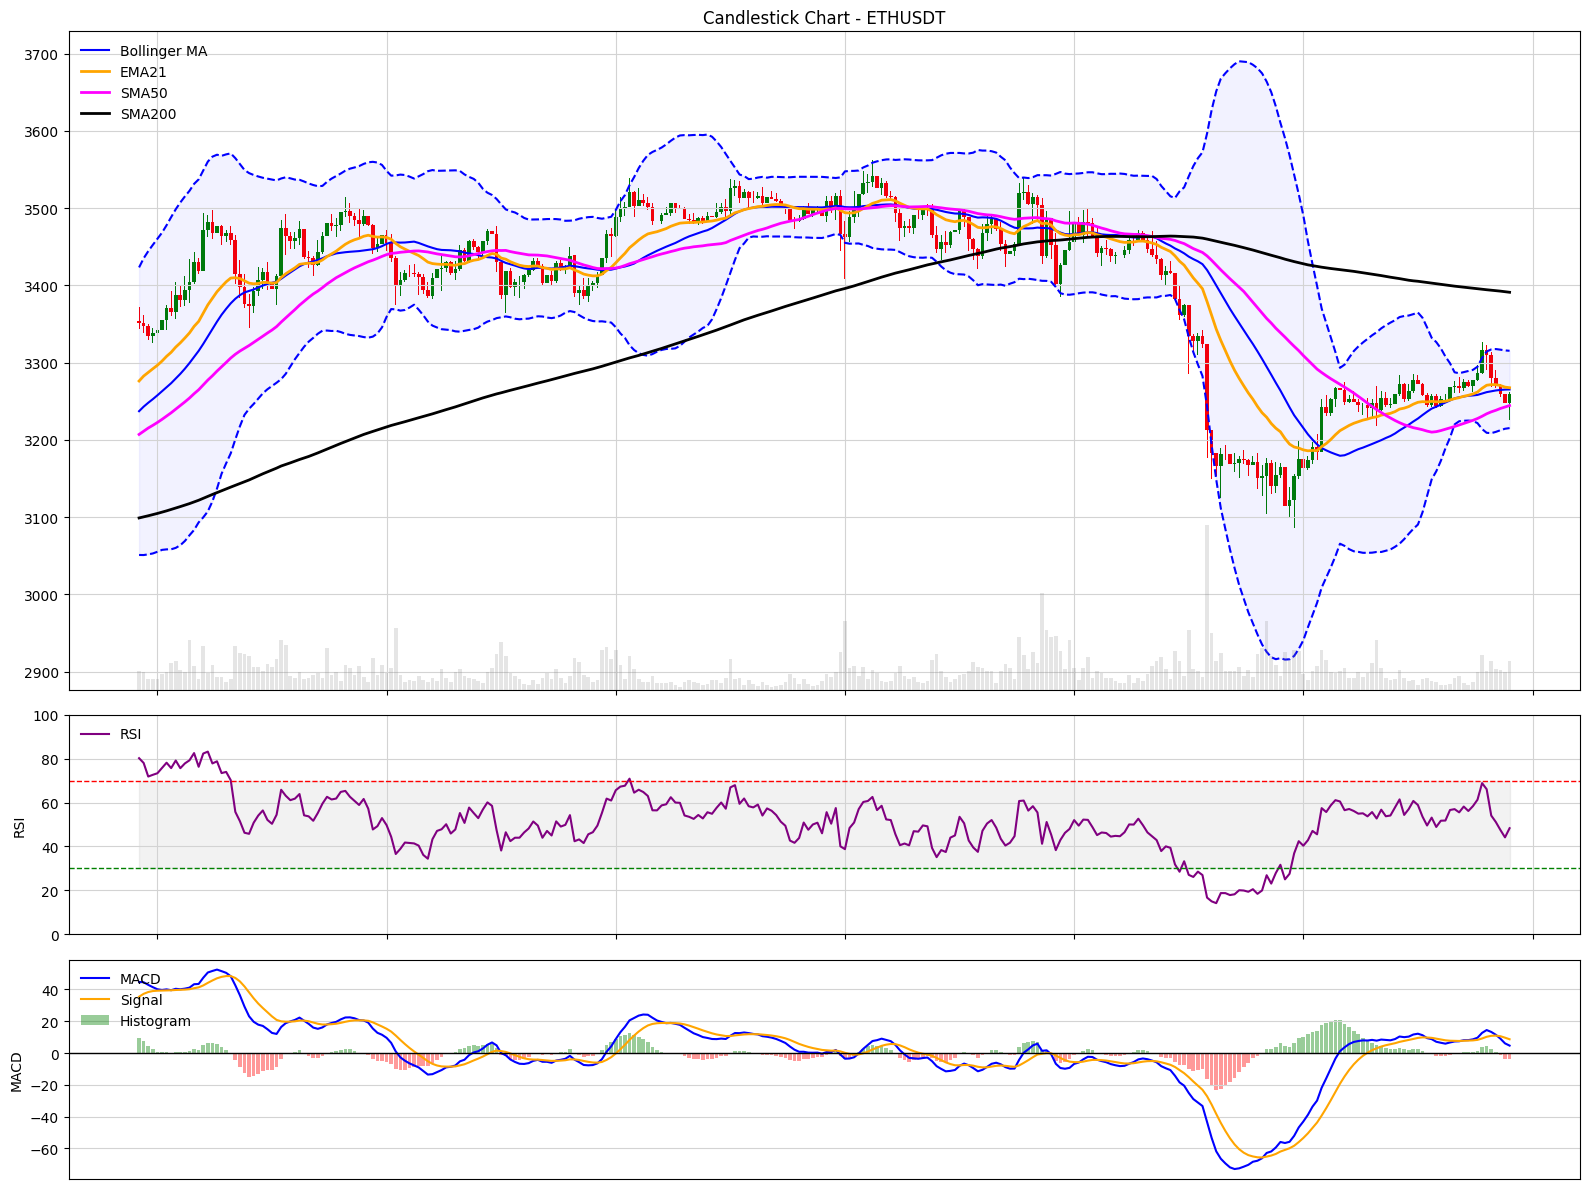 Candlestick Chart - ETHUSDT
Bollinger MA
EMA21
SMA50
SMA200
3700
3600
3500
3400
3300
3200
3100
3000
2900
RSI
100
80
60
40
20
0
RSI
MACD
Signal
Histogram
40
20
0
−20
−40
−60
MACD